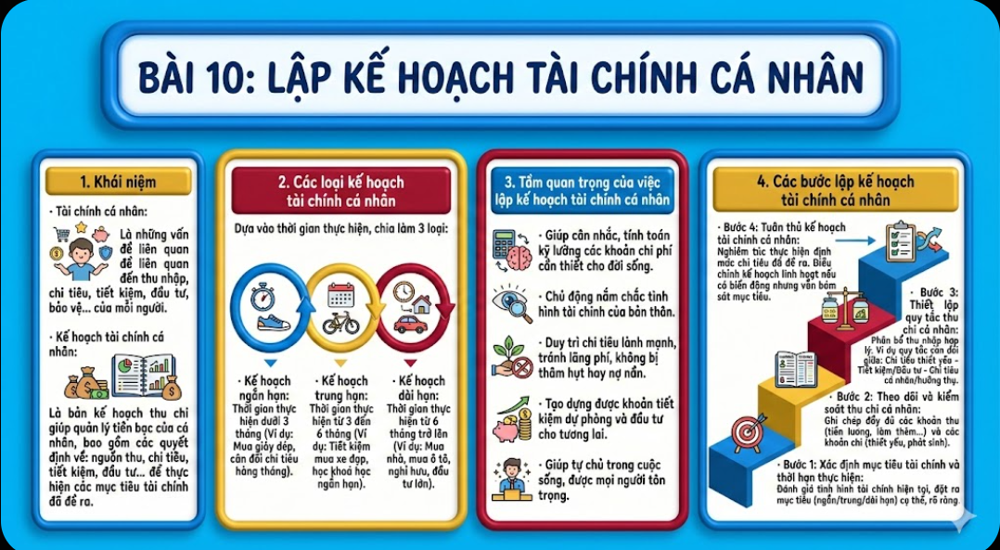 BÀI 10: LẬP KẾ HOẠCH TÀI CHÍNH CÁ NHÂN
1. Khái niệm
· Tài chính cá nhân:
Là những vấn
đề liên quan
đề liên quan
đến thu nhập,
chi tiêu, tiết kiệm, đầu tư,
bảo vệ... của mỗi người.
· Kế hoạch tài chính cá
nhân:
Là bản kế hoạch thu chi
giúp quản lý tiền bạc của cá
nhân, bao gồm các quyết
định về: nguồn thu, chi tiêu,
tiết kiệm, đầu tư... để thực
hiện các mục tiêu tài chính
đã đề ra.
2. Các loại kế hoạch
tài chính cá nhân
Dựa vào thời gian thực hiện, chia làm 3 loại:
· Kế hoạch
ngắn hạn:
Thời gian thực
hiện dưới 3
tháng (Ví dụ:
Mua giày dép,
cân đối chi tiêu
hàng tháng).
· Kế hoạch
trung hạn:
Thời gian thực
hiện từ 3 đến
6 tháng (Ví
dụ: Tiết kiệm
mua xe đạp,
học khoá học
ngắn hạn).
· Kế hoạch
dài hạn:
Thời gian thực
hiện từ 6
tháng trở lên
(Ví dụ: Mua
nhà, mua ô tô,
nghỉ hưu, đầu
tư lớn).
3. Tầm quan trọng của việc
lập kế hoạch tài chính cá nhân
· Giúp cân nhắc, tính toán
kỹ lưỡng các khoản chi phí
cần thiết cho đời sống.
· Chủ động nắm chắc tình
hình tài chính của bản thân.
· Duy trì chi tiêu lành mạnh,
tránh lãng phí, không bị
thâm hụt hay nợ nần.
· Tạo dựng được khoản tiết
kiệm dự phòng và đầu tư
cho tương lai.
· Giúp tự chủ trong cuộc
sống, được mọi người tôn
trọng.
4. Các bước lập kế hoạch
tài chính cá nhân
· Bước 4: Tuân thủ kế hoạch
tài chính cá nhân:
Nghiêm túc thực hiện định
mức chi tiêu đã đề ra. Điều
chỉnh kế hoạch linh hoạt nếu
có biến động nhưng vẫn bám
sát mục tiêu.
· Bước 3:
Thiết lập
quy tắc thu
chi cá nhân:
Phân bổ thu nhập hợp
lý. Ví dụ quy tắc cân đối
giữa: Chi tiêu thiết yếu -
Tiết kiệm/Đầu tư - Chi tiêu
cá nhân/hưởng thụ.
· Bước 2: Theo dõi và kiểm
soát thu chi cá nhân:
Ghi chép đầy đủ các khoản thu
(tiền lương, làm thêm...) và các
khoản chi (thiết yếu, phát sinh).
· Bước 1: Xác định mục tiêu tài chính và
thời hạn thực hiện:
Đánh giá tình hình tài chính hiện tại, đặt ra
mục tiêu (ngắn/trung/dài hạn) cụ thể, rõ ràng.